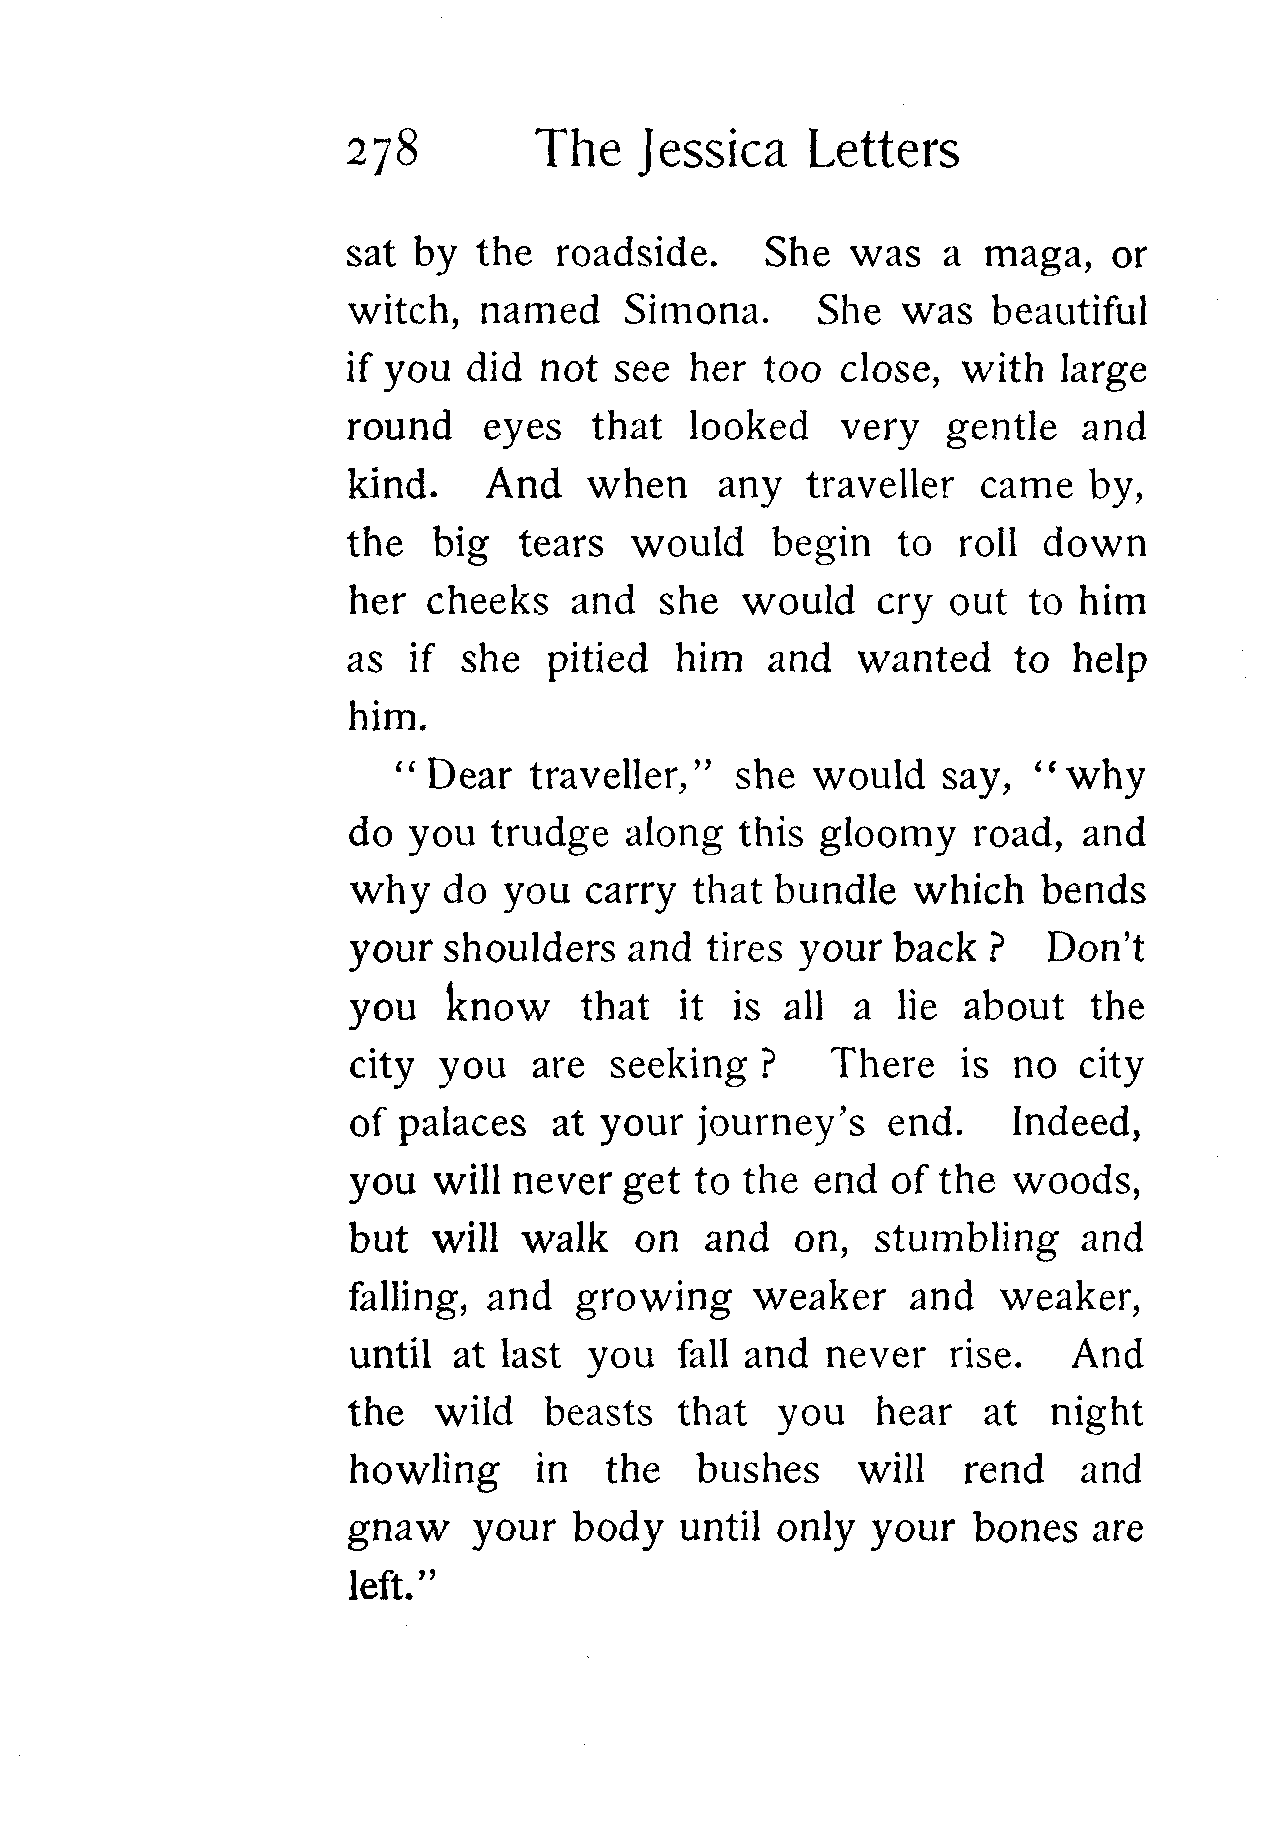 278 The Jessica Letters
sat by the roadside. She was a maga, or
witch, named Simona. She was beautiful
if you did not see her too close, with large
round eyes that looked very gentle and
kind. And when any traveller came by,
the big tears would begin to roll down
her cheeks and she would cry out to him
as if she pitied him and wanted to help
him.
“ Dear traveller,” she would say, “ why
do you trudge along this gloomy road, and
why do you carry that bundle which bends
your shoulders and tires your back ? Don't
you know that it is all a lie about the
city you are seeking ? There is no city
of palaces at your journey's end. Indeed,
you will never get to the end of the woods,
but will walk on and on, stumbling and
falling, and growing weaker and weaker,
until at last you fall and never rise. And
the wild beasts that you hear at night
howling in the bushes will rend and
gnaw your body until only your bones are
left.”